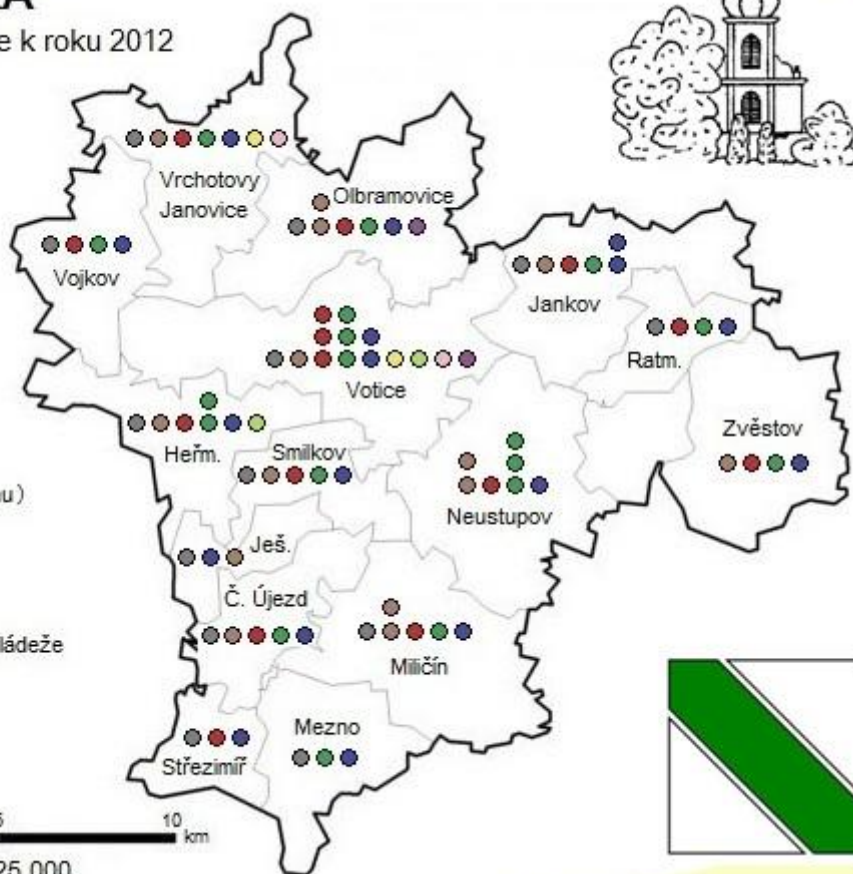 e k roku 2012
Vrchotovy
Janovice
Olbramovice
Vojkov
Jankov
Ratm.
Votice
Zvěstov
Heřm.
Smilkov
Neustupov
Ješ.
Č. Újezd
ládeže
Miličín
Mezno
Střezimíř
10
km
25 000